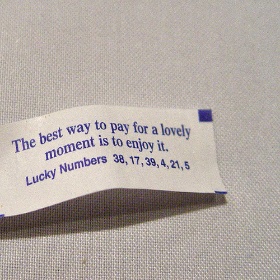 The best way to pay for a lovely
moment is to enjoy it.
Lucky Numbers 38, 17, 39, 4, 21, 5